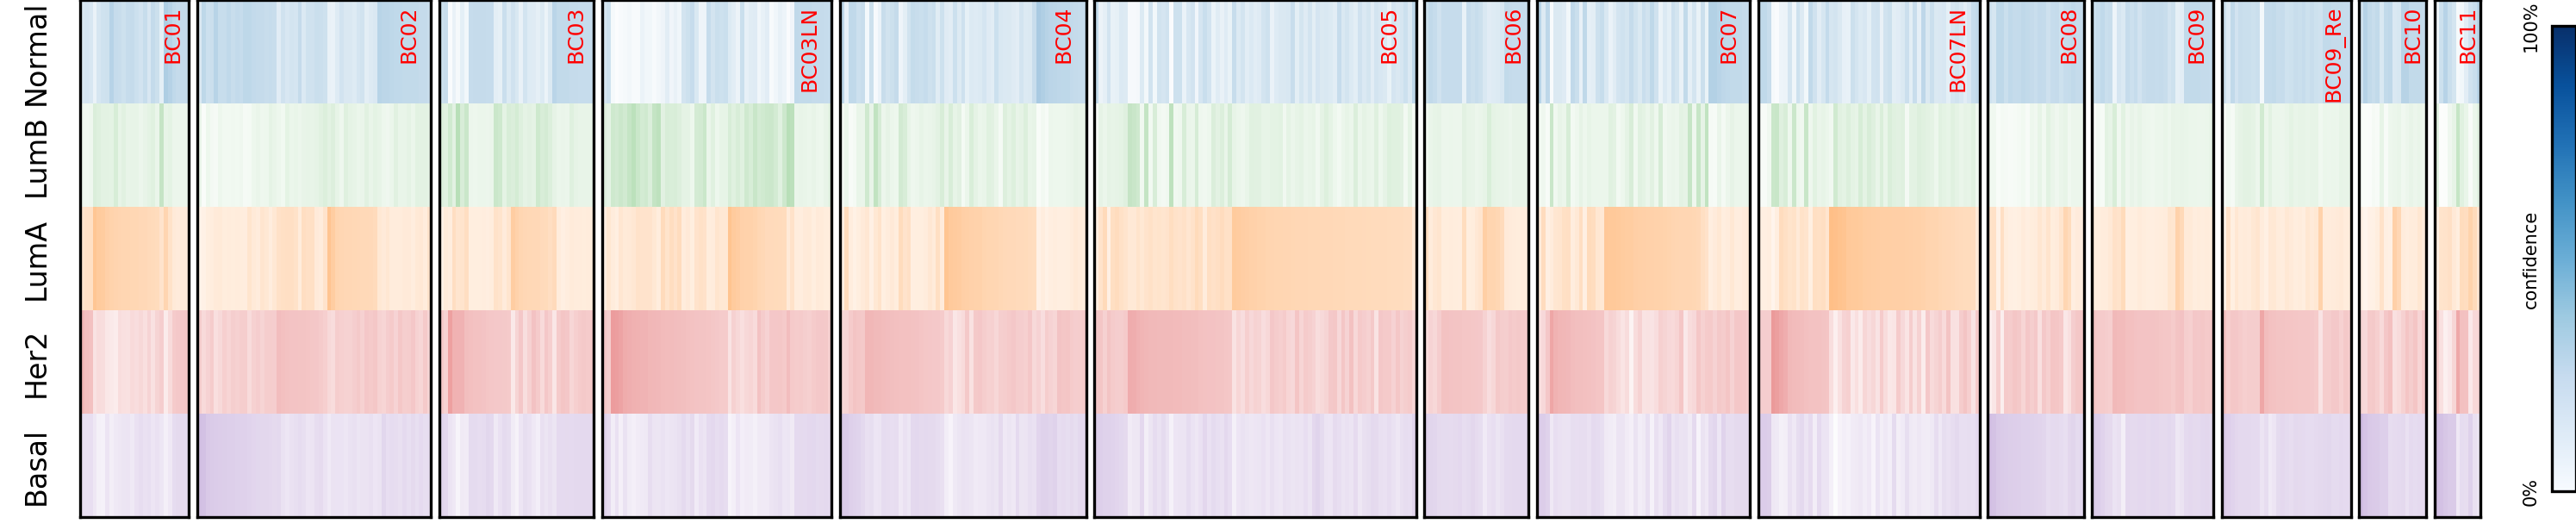 Normal
LumB
LumA
Her2
Basal
BC01
BC02
BC03
BC03LN
BC04
BC05
BC06
BC07
BC07LN
BC08
BC09
BC09_Re
BC10
BC11
100%
confidence
0%